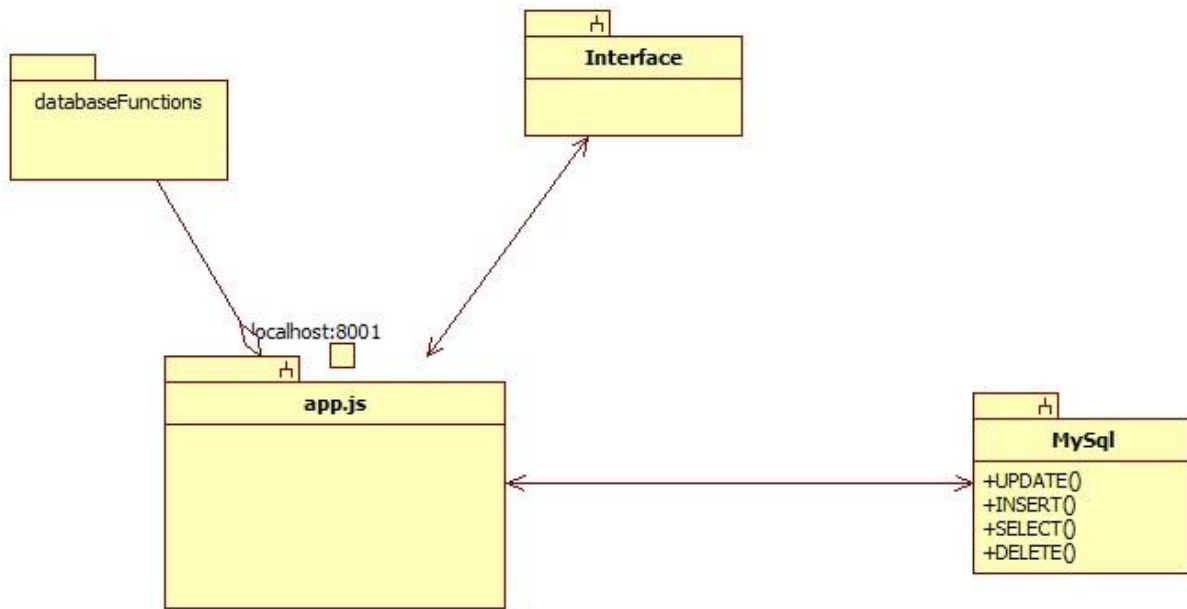 Interface
databaseFunctions
localhost:8001
app.js
MySql
+UPDATE()
+INSERT()
+SELECT()
+DELETE()